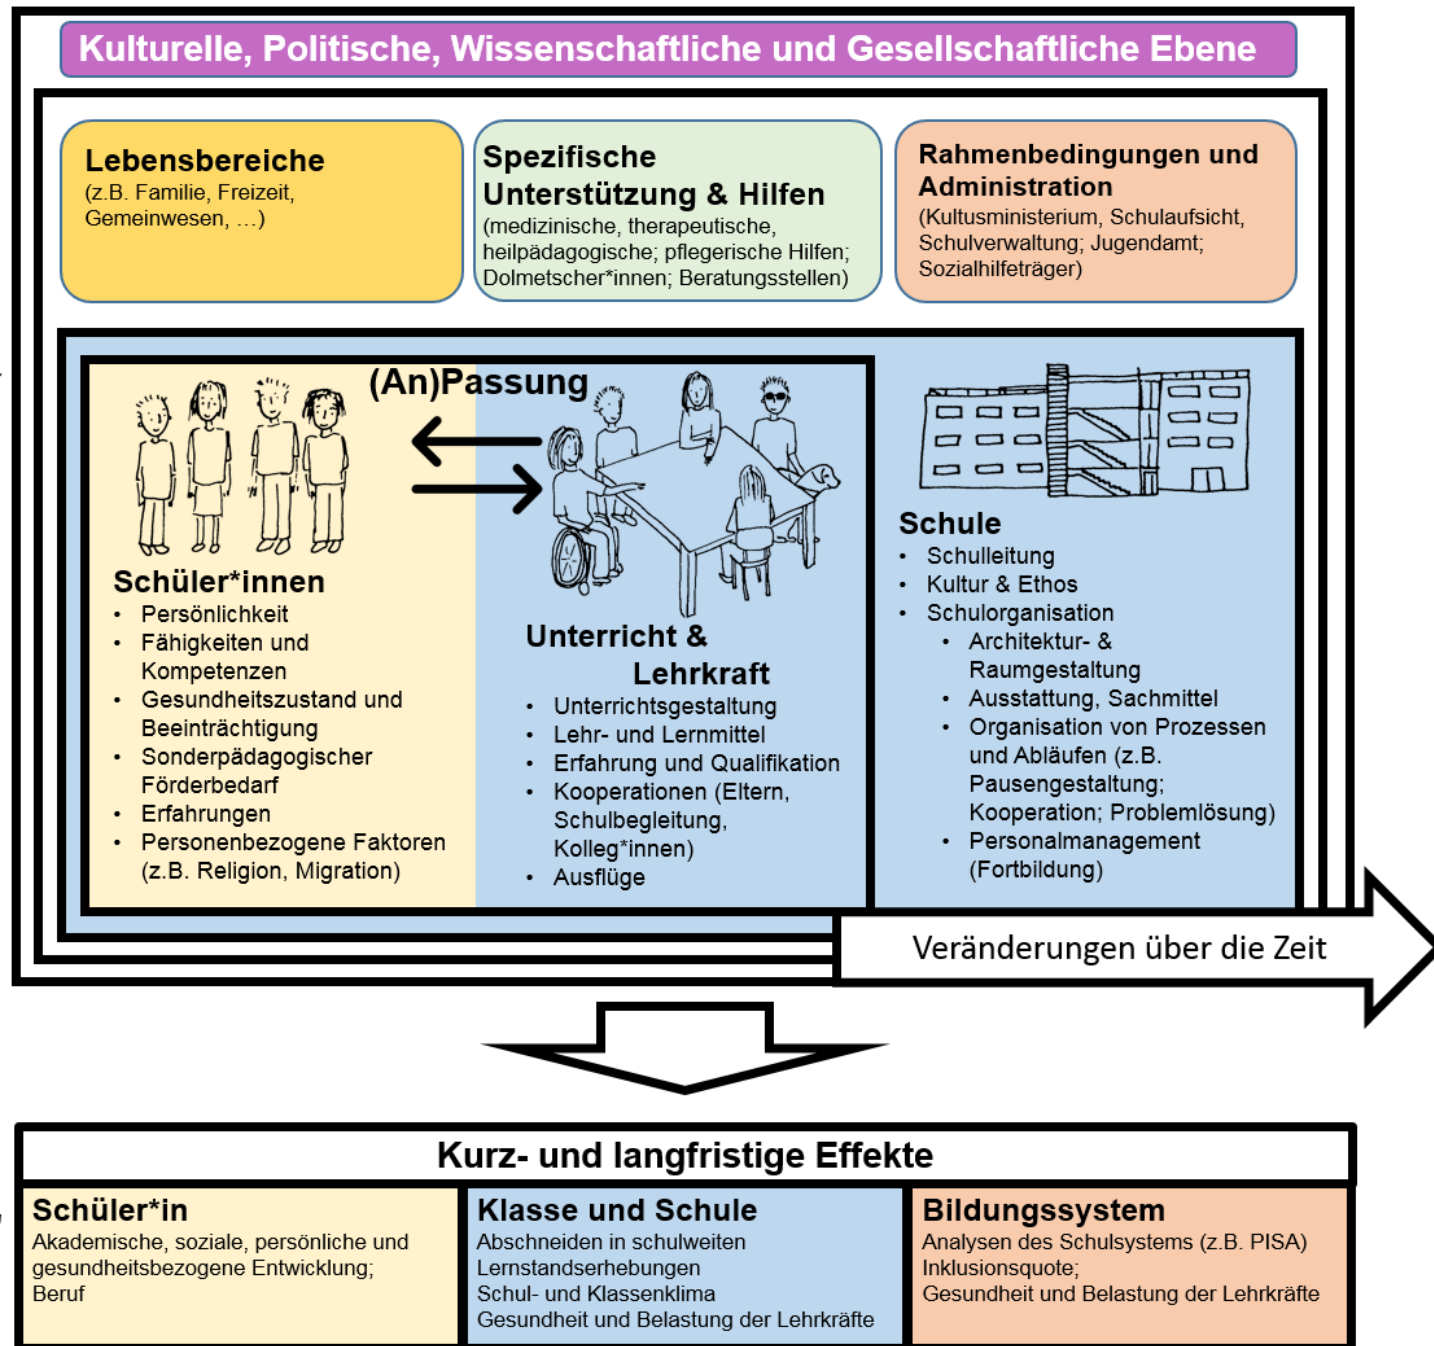 Kulturelle, Politische, Wissenschaftliche und Gesellschaftliche Ebene
Lebensbereiche
(z.B. Familie, Freizeit,
Gemeinwesen, …)
Spezifische
Unterstützung & Hilfen
(medizinische, therapeutische,
heilpädagogische; pflegerische Hilfen;
Dolmetscher*innen; Beratungsstellen)
Rahmenbedingungen und
Administration
(Kultusministerium, Schulaufsicht,
Schulverwaltung; Jugendamt;
Sozialhilfeträger)
(An)Passung
Schüler*innen
• Persönlichkeit
• Fähigkeiten und
Kompetenzen
• Gesundheitszustand und
Beeinträchtigung
• Sonderpädagogischer
Förderbedarf
• Erfahrungen
• Personenbezogene Faktoren
(z.B. Religion, Migration)
Unterricht &
Lehrkraft
• Unterrichtsgestaltung
• Lehr- und Lernmittel
• Erfahrung und Qualifikation
• Kooperationen (Eltern,
Schulbegleitung,
Kolleg*innen)
• Ausflüge
Schule
• Schulleitung
• Kultur & Ethos
• Schulorganisation
• Architektur- &
Raumgestaltung
• Ausstattung, Sachmittel
• Organisation von Prozessen
und Abläufen (z.B.
Pausengestaltung;
Kooperation; Problemlösung)
• Personalmanagement
(Fortbildung)
Veränderungen über die Zeit
Kurz- und langfristige Effekte
Schüler*in
Akademische, soziale, persönliche und
gesundheitsbezogene Entwicklung;
Beruf
Klasse und Schule
Abschneiden in schulweiten
Lernstandserhebungen
Schul- und Klassenklima
Gesundheit und Belastung der Lehrkräfte
Bildungssystem
Analysen des Schulsystems (z.B. PISA)
Inklusionsquote;
Gesundheit und Belastung der Lehrkräfte